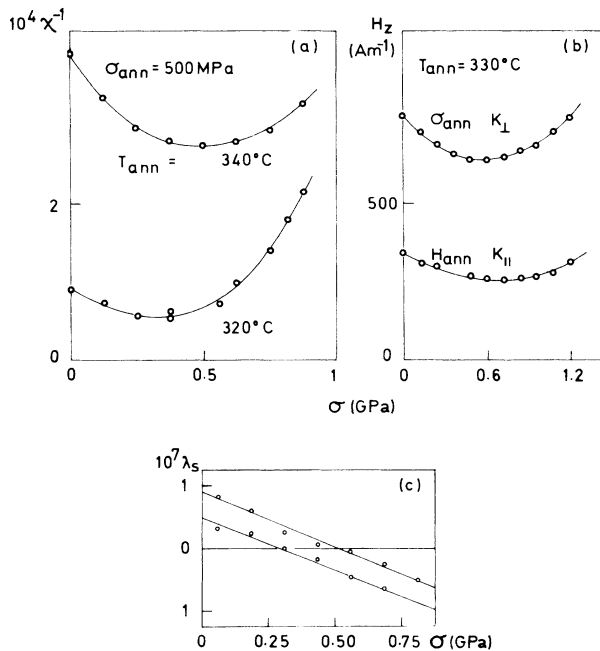 10⁴ χ⁻¹
(a)
σann = 500 MPa
Tann =
340°C
320°C
2
0
0
0.5
1
σ (GPa)
Hz
(Am⁻¹)
(b)
Tann = 330°C
σann K⊥
500
Hann K||
0
0
0.6
1.2
10⁷ λs
(c)
1
0
1
0
0.25
0.50
0.75
σ (GPa)